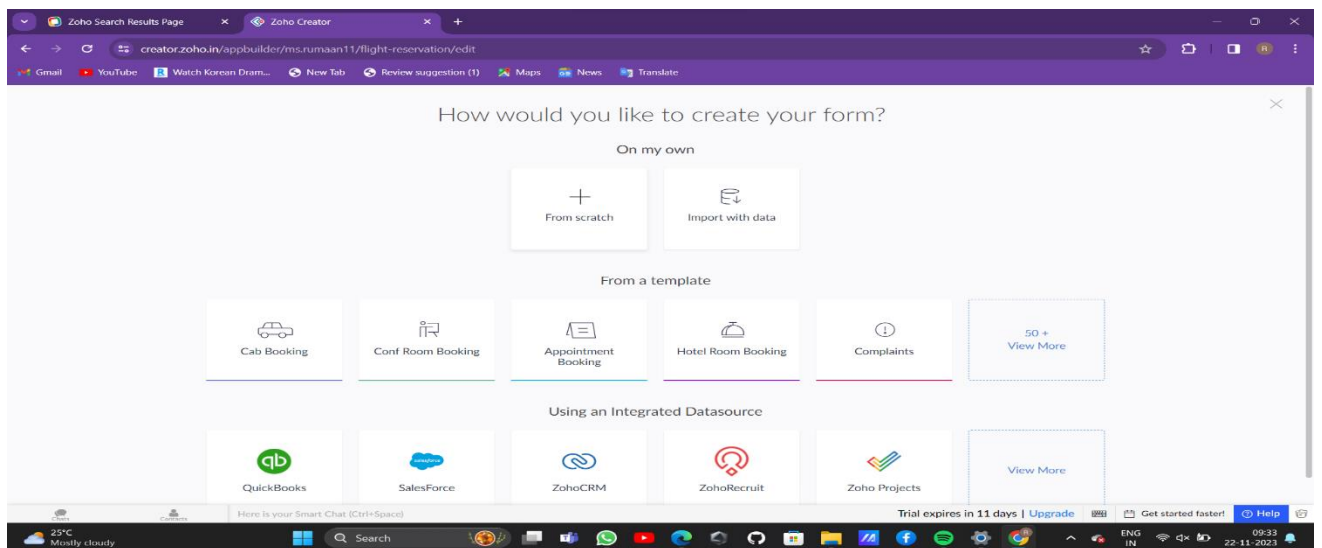 Zoho Search Results Page
Zoho Creator
creator.zoho.in/appbuilder/ms.rumaan11/flight-reservation/edit
R
Gmail YouTube Watch Korean Dram... New Tab Review suggestion (1) Maps News Translate
How would you like to create your form?
On my own
From scratch Import with data
From a template
Cab Booking Conf Room Booking Appointment Booking Hotel Room Booking Complaints 50 + View More
Using an Integrated Datasource
qb salesforce
QuickBooks SalesForce ZohoCRM ZohoRecruit Zoho Projects View More
Chats Contacts Here is your Smart Chat (Ctrl+Space) Trial expires in 11 days | Upgrade Get started faster! Help
25°C
Mostly cloudy
Search
ENG
IN
09:33
22-11-2023